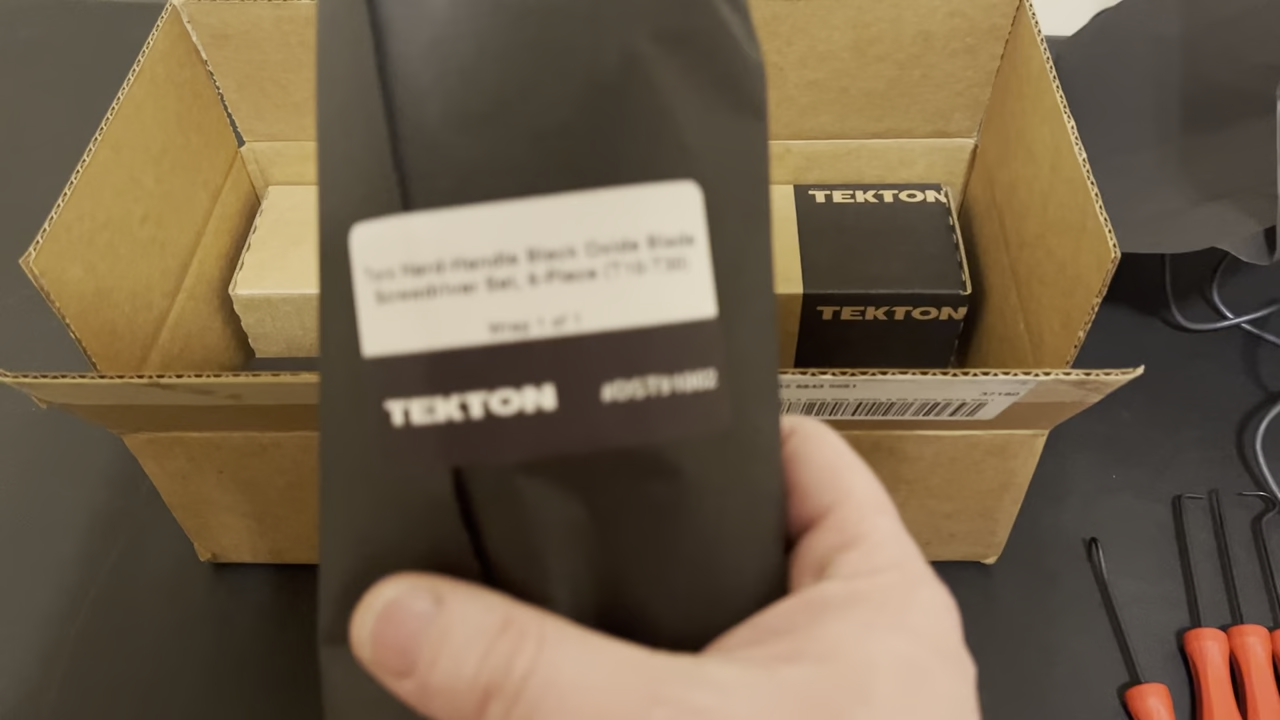 TEKTON
TEKTON
Torx Hard-Handle Black Oxide Blade
Screwdriver Set, 6-Piece (T10-T30)
Wrap 1 of 1
TEKTON
37160